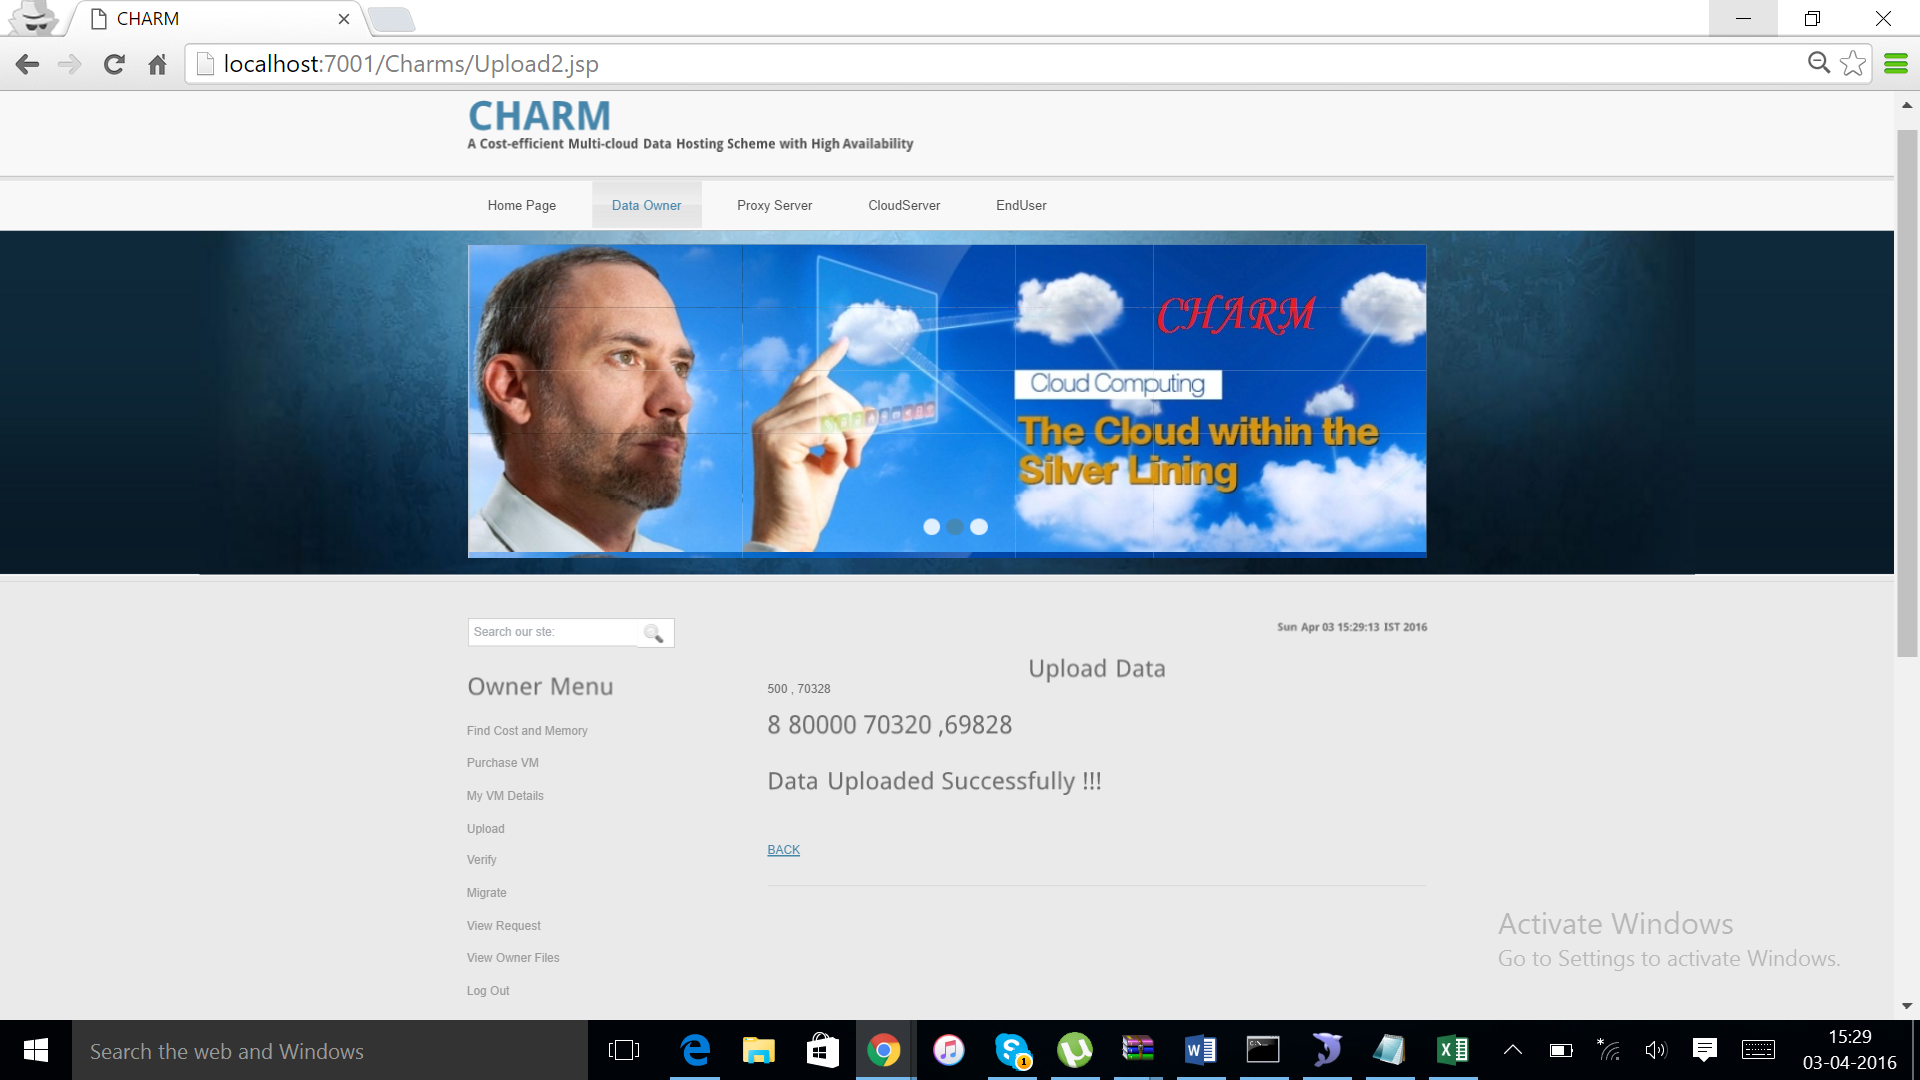 CHARM
localhost:7001/Charms/Upload2.jsp
CHARM
A Cost-efficient Multi-cloud Data Hosting Scheme with High Availability
Home Page
Data Owner
Proxy Server
CloudServer
EndUser
CHARM
Cloud Computing
The Cloud within the
Silver Lining
Search our ste:
Sun Apr 03 15:29:13 IST 2016
Owner Menu
Find Cost and Memory
Purchase VM
My VM Details
Upload
Verify
Migrate
View Request
View Owner Files
Log Out
Upload Data
500 , 70328
8 80000 70320 ,69828
Data Uploaded Successfully !!!
BACK
Activate Windows
Go to Settings to activate Windows.
Search the web and Windows
1
15:29
03-04-2016